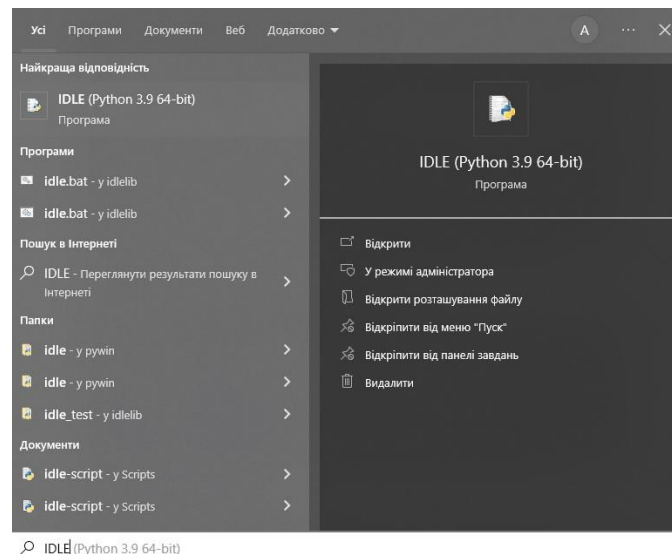 Усі Програми Документи Веб Додатково A
Найкраща відповідність
IDLE (Python 3.9 64-bit)
Програма
Програми
idle.bat - у idlelib
idle.bat - у idlelib
Пошук в Інтернеті
IDLE - Переглянути результати пошуку в
Інтернеті
Папки
idle - у pywin
idle - у pywin
idle_test - у idlelib
Документи
idle-script - у Scripts
idle-script - у Scripts
IDLE (Python 3.9 64-bit)
Програма
Відкрити
У режимі адміністратора
Відкрити розташування файлу
Відкріпити від меню "Пуск"
Відкріпити від панелі завдань
Видалити
IDLE (Python 3.9 64-bit)